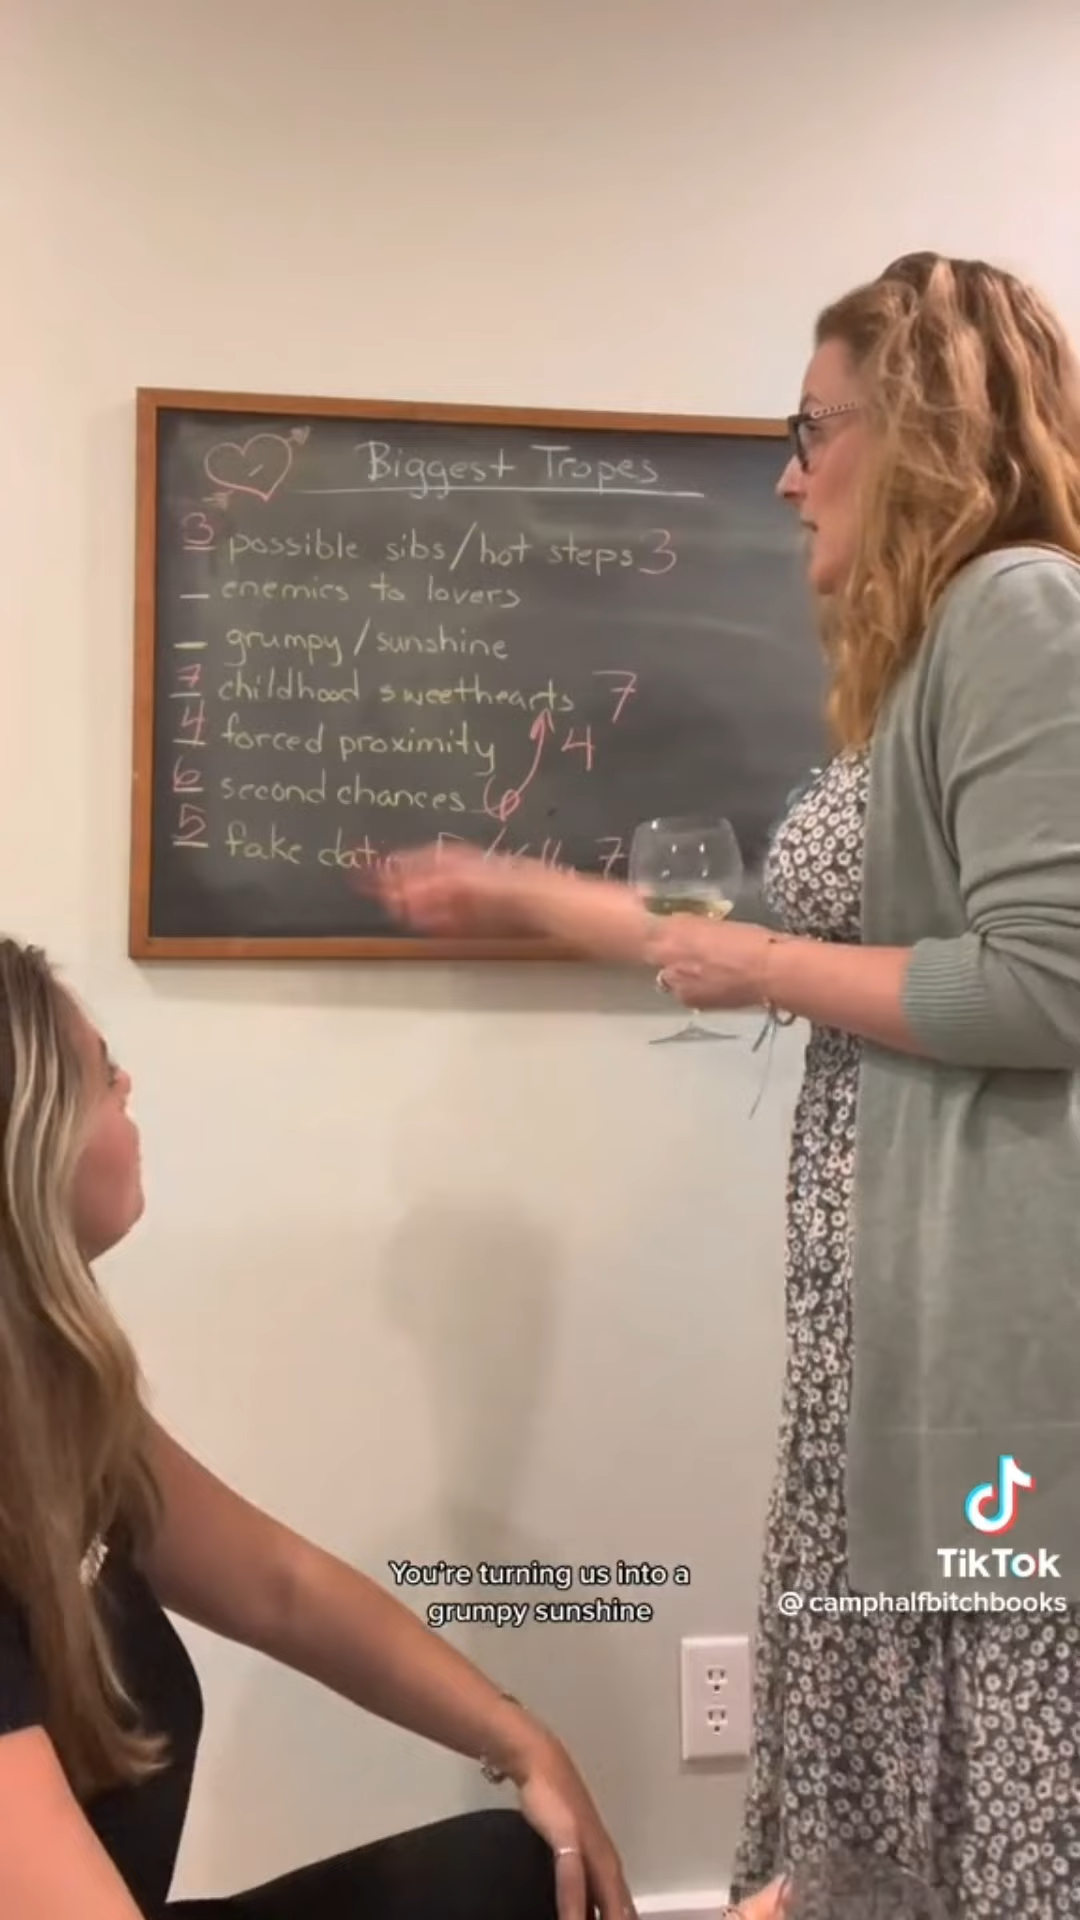 Biggest Tropes
3 possible sibs/hot steps 3
_ enemies to lovers
_ grumpy/sunshine
7 childhood sweethearts 7
4 forced proximity 4
6 second chances 6
5 fake 7
You're turning us into a
grumpy sunshine
TikTok
@camphalfbitchbooks